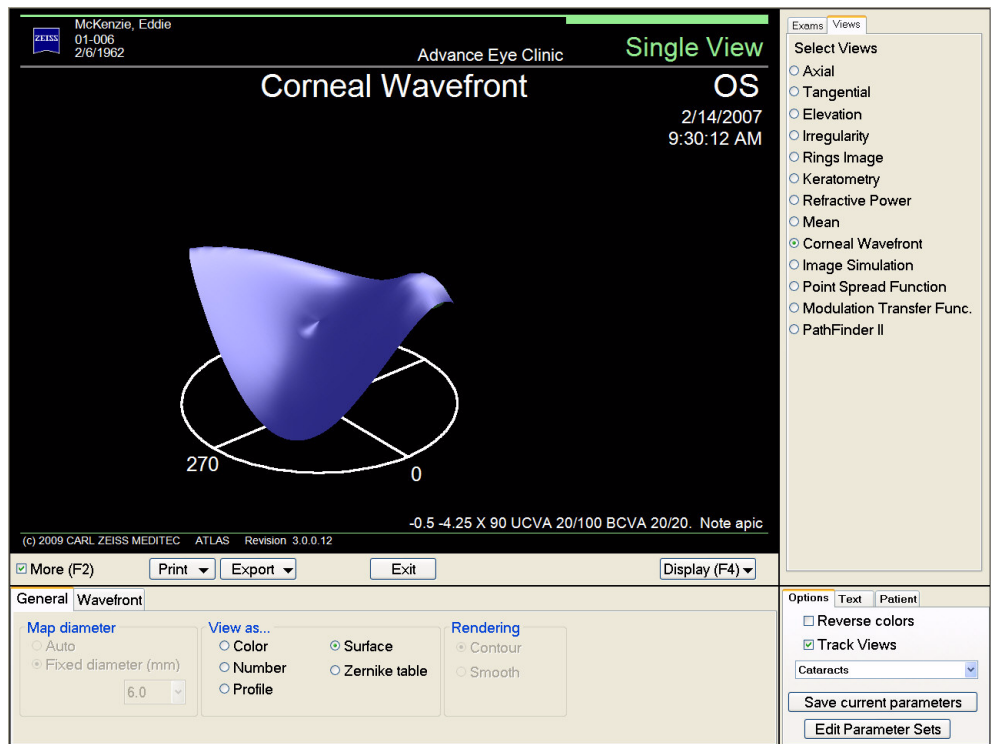 ZEISS
McKenzie, Eddie
01-006
2/6/1962
Advance Eye Clinic
Single View
Corneal Wavefront
OS
2/14/2007
9:30:12 AM
270
0
-0.5 -4.25 X 90 UCVA 20/100 BCVA 20/20. Note apic
(c) 2009 CARL ZEISS MEDITEC ATLAS Revision 3.0.0.12
More (F2)
Print
Export
Exit
Display (F4)
General Wavefront
Map diameter
Auto
Fixed diameter (mm)
6.0
View as...
Color
Number
Profile
Surface
Zernike table
Rendering
Contour
Smooth
Exams Views
Select Views
Axial
Tangential
Elevation
Irregularity
Rings Image
Keratometry
Refractive Power
Mean
Corneal Wavefront
Image Simulation
Point Spread Function
Modulation Transfer Func.
PathFinder II
Options Text Patient
Reverse colors
Track Views
Cataracts
Save current parameters
Edit Parameter Sets